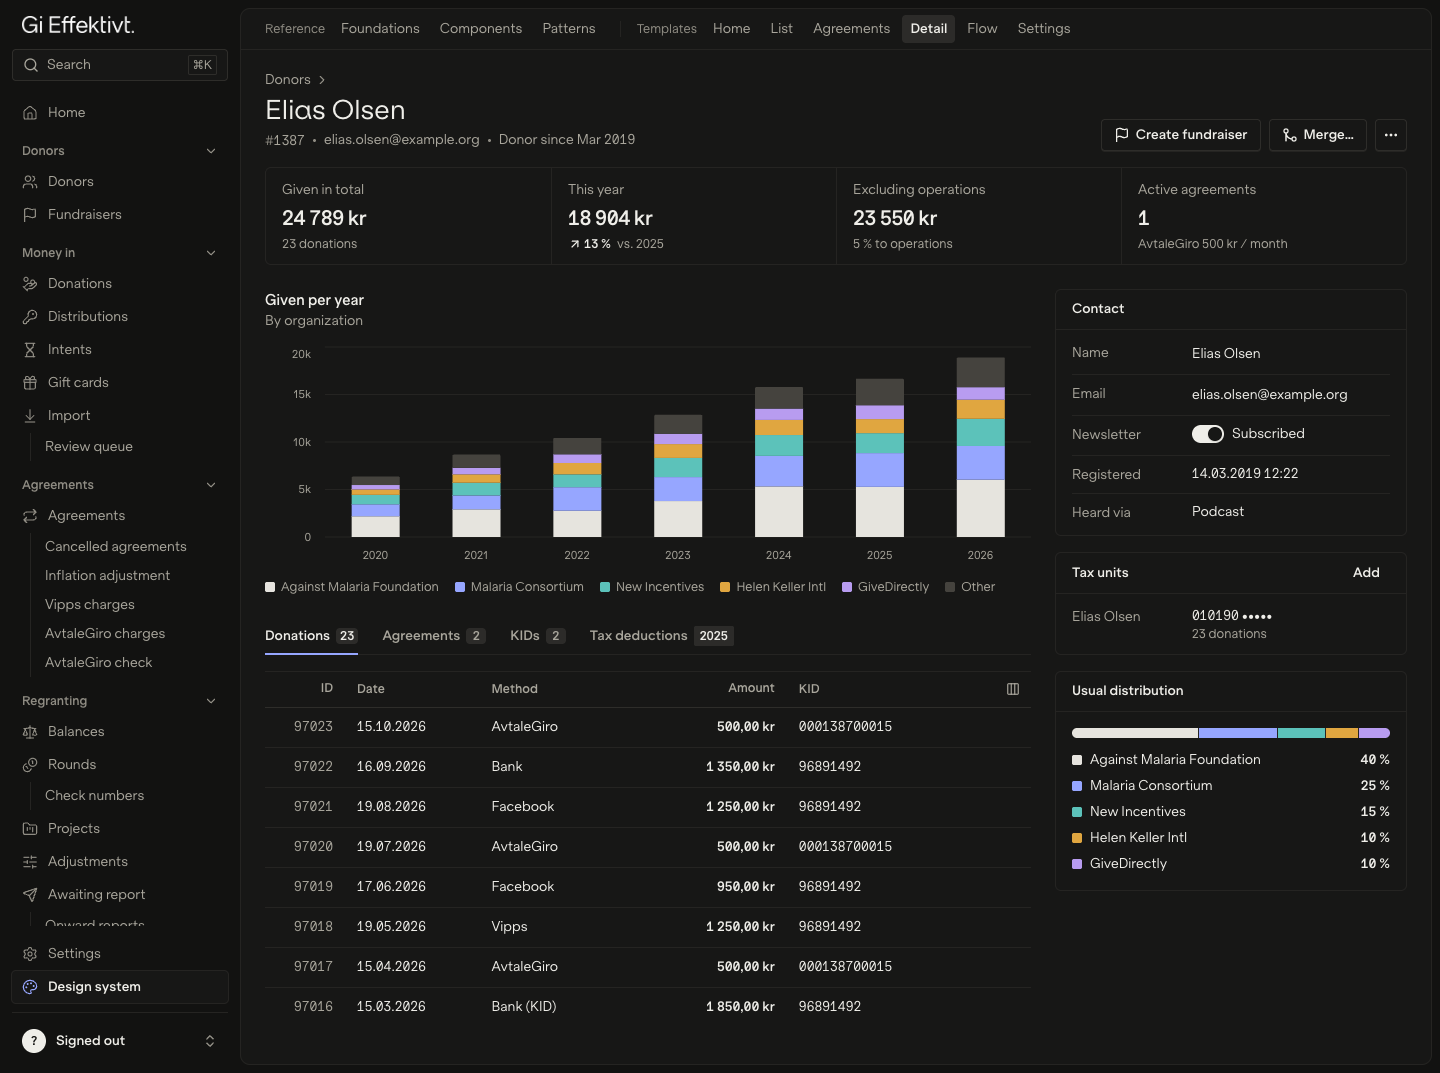 Gi Effektivt.
Search ⌘K
Home
Donors
Donors
Fundraisers
Money in
Donations
Distributions
Intents
Gift cards
Import
Review queue
Agreements
Agreements
Cancelled agreements
Inflation adjustment
Vipps charges
AvtaleGiro charges
AvtaleGiro check
Regranting
Balances
Rounds
Check numbers
Projects
Adjustments
Awaiting report
Onward reports
Settings
Design system
? Signed out
Reference Foundations Components Patterns Templates Home List Agreements Detail Flow Settings
Donors
Elias Olsen
#1387 • elias.olsen@example.org • Donor since Mar 2019
Create fundraiser Merge...
Given in total
24 789 kr
23 donations
This year
18 904 kr
13 % vs. 2025
Excluding operations
23 550 kr
5 % to operations
Active agreements
1
AvtaleGiro 500 kr / month
Given per year
By organization
20k
15k
10k
5k
0
2020 2021 2022 2023 2024 2025 2026
Against Malaria Foundation Malaria Consortium New Incentives Helen Keller Intl GiveDirectly Other
Donations 23 Agreements 2 KIDs 2 Tax deductions 2025
ID Date Method Amount KID
97023 15.10.2026 AvtaleGiro 500,00 kr 000138700015
97022 16.09.2026 Bank 1 350,00 kr 96891492
97021 19.08.2026 Facebook 1 250,00 kr 96891492
97020 19.07.2026 AvtaleGiro 500,00 kr 000138700015
97019 17.06.2026 Facebook 950,00 kr 96891492
97018 19.05.2026 Vipps 1 250,00 kr 96891492
97017 15.04.2026 AvtaleGiro 500,00 kr 000138700015
97016 15.03.2026 Bank (KID) 1 850,00 kr 96891492
Contact
Name Elias Olsen
Email elias.olsen@example.org
Newsletter Subscribed
Registered 14.03.2019 12:22
Heard via Podcast
Tax units Add
Elias Olsen 010190 •••••
23 donations
Usual distribution
Against Malaria Foundation 40 %
Malaria Consortium 25 %
New Incentives 15 %
Helen Keller Intl 10 %
GiveDirectly 10 %